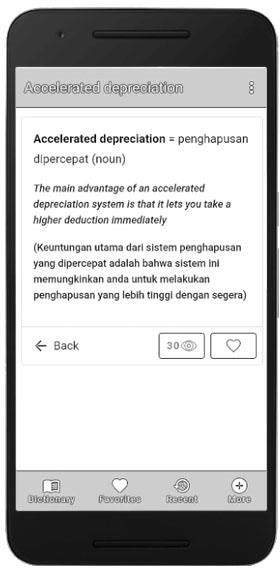 Accelerated depreciation
Accelerated depreciation = penghapusan
dipercepat (noun)
The main advantage of an accelerated
depreciation system is that it lets you take a
higher deduction immediately
(Keuntungan utama dari sistem penghapusan
yang dipercepat adalah bahwa sistem ini
memungkinkan anda untuk melakukan
penghapusan yang lebih tinggi dengan segera)
Back
30
Dictionary Favorites Recent More